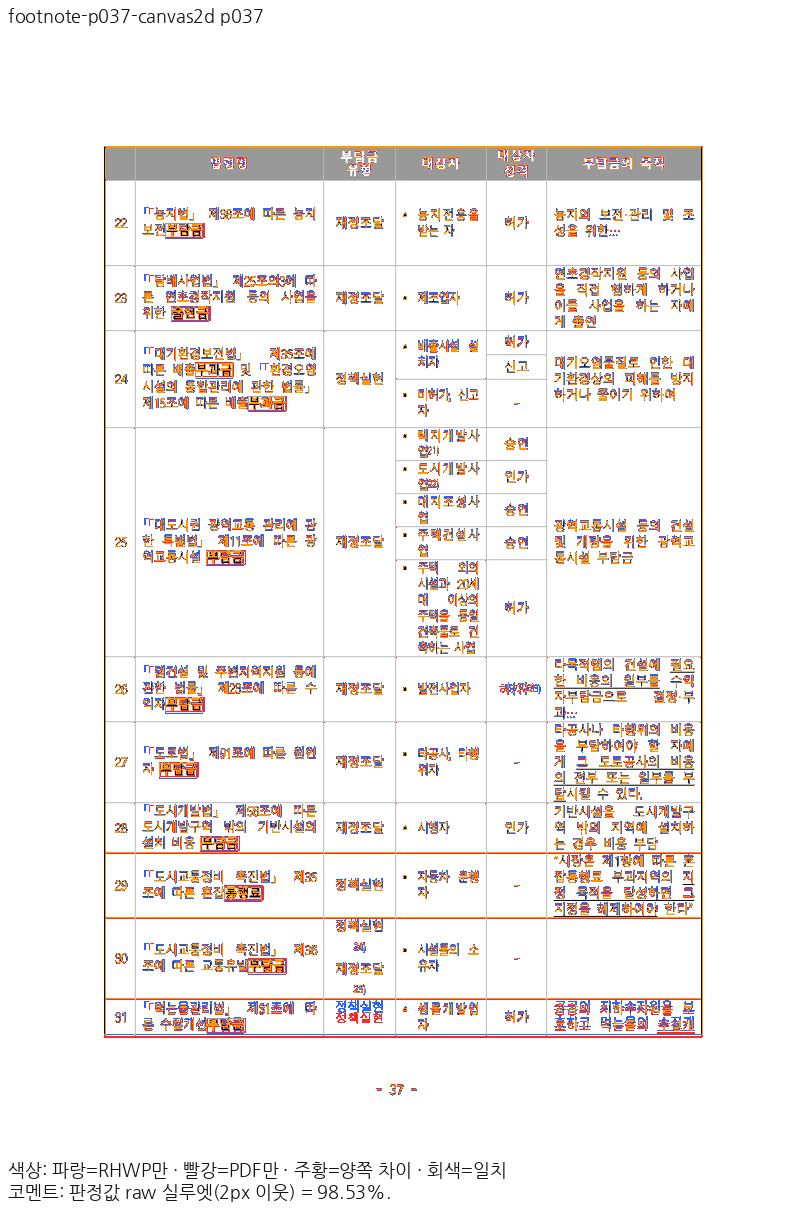 footnote-p037-canvas2d p037
법령명 부담금 유형 대상자 대상자 성격 부담금의 목적
22 「농지법」 제38조에 따른 농지보전부담금 재정조달 • 농지전용을 받는 자 허가 농지의 보전·관리 및 조성을 위한…
23 「담배사업법」 제25조의3에 따른 연초경작지원 등의 사업을 위한 출연금 재정조달 • 제조업자 허가 연초경작지원 등의 사업을 직접 행하게 하거나 이를 사업을 하는 자에게 출연
24 「대기환경보전법」 제35조에 따른 배출부과금 및 「환경오염시설의 통합관리에 관한 법률」 제15조에 따른 배출부과금 정책실현 • 배출시설 설치자 허가
신고
• 미허가, 신고자 -
대기오염물질로 인한 대기환경상의 피해를 방지하거나 줄이기 위하여
25 「대도시권 광역교통 관리에 관한 특별법」 제11조에 따른 광역교통시설 부담금 재정조달
• 택지개발사업21) 승인
• 도시개발사업22) 인가
• 대지조성사업 승인
• 주택건설사업 승인
• 주택 외의 시설과 20세대 이상의 주택을 동일 건축물로 건축하는 사업 허가
광역교통시설 등의 건설 및 개량을 위한 광역교통시설 부담금
26 「댐건설 및 주변지역지원 등에 관한 법률」 제23조에 따른 수익자부담금 재정조달 • 발전사업자 다목적댐의 건설에 필요한 비용의 일부를 수익자부담금으로 결정·부과…
27 「도로법」 제91조에 따른 원인자 부담금 재정조달 • 타공사, 타행위자 - 타공사나 타행위의 비용을 부담하여야 할 자에게 그 도로공사의 비용의 전부 또는 일부를 부담시킬 수 있다.
28 「도시개발법」 제58조에 따른 도시개발구역 밖의 기반시설의 설치 비용 부담금 재정조달 • 시행자 인가 기반시설을 도시개발구역 밖의 지역에 설치하는 경우 비용 부담
29 「도시교통정비 촉진법」 제35조에 따른 혼잡통행료 정책실현 • 자동차 운행자 - "시장은 제1항에 따른 혼잡통행료 부과지역의 지정 목적을 달성하면 그 지정을 해제하여야 한다"
30 「도시교통정비 촉진법」 제36조에 따른 교통유발부담금 정책실현24) 재정조달25) • 시설물의 소유자 -
31 「먹는물관리법」 제31조에 따른 수질개선부담금 정책실현 정책실현 • 샘물개발업자 허가 공공의 지하수자원을 보호하고 먹는물의 수질개
- 37 -
색상: 파랑=RHWP만 · 빨강=PDF만 · 주황=양쪽 차이 · 회색=일치
코멘트: 판정값 raw 실루엣(2px 이웃) = 98.53%.